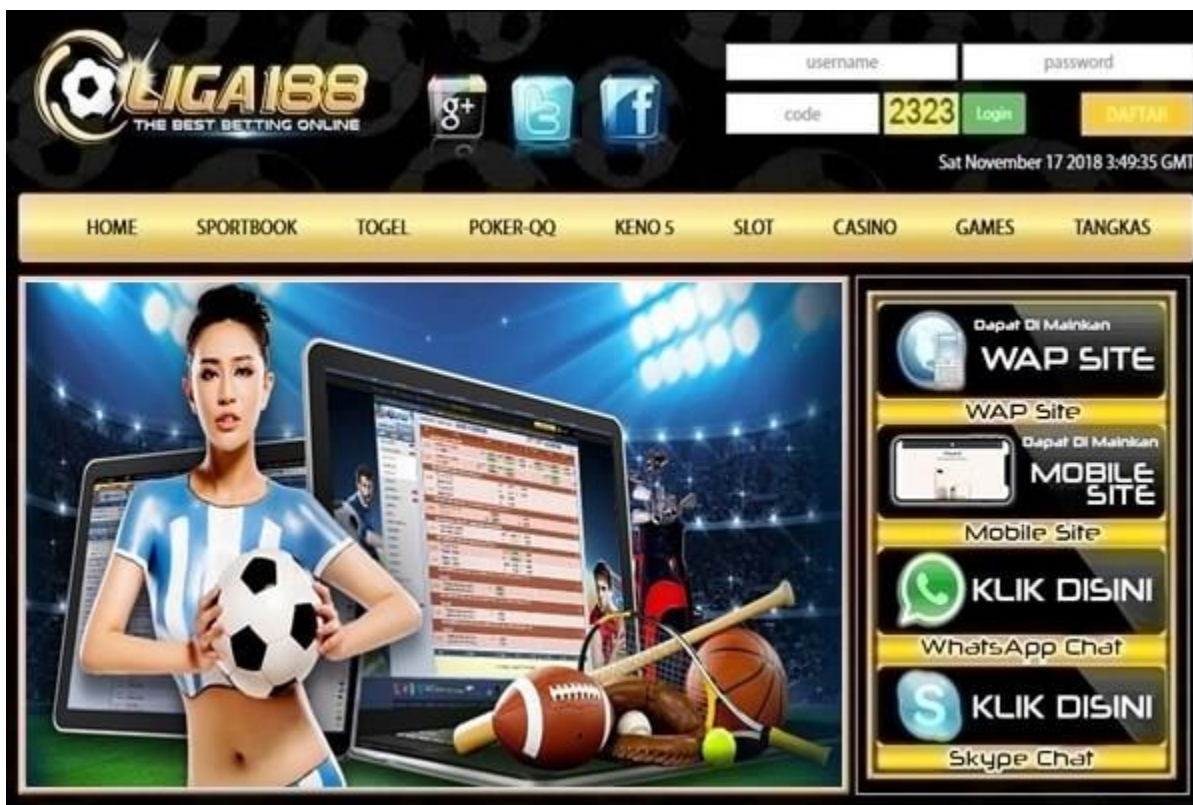 LIGA188
THE BEST BETTING ONLINE
g+
username
password
code
2323
Login
DAFTAR
Sat November 17 2018 3:49:35 GMT
HOME SPORTBOOK TOGEL POKER-QQ KENO 5 SLOT CASINO GAMES TANGKAS
Dapat Di Mainkan
WAP SITE
WAP Site
Dapat Di Mainkan
MOBILE
SITE
Mobile Site
KLIK DISINI
WhatsApp Chat
KLIK DISINI
Skype Chat